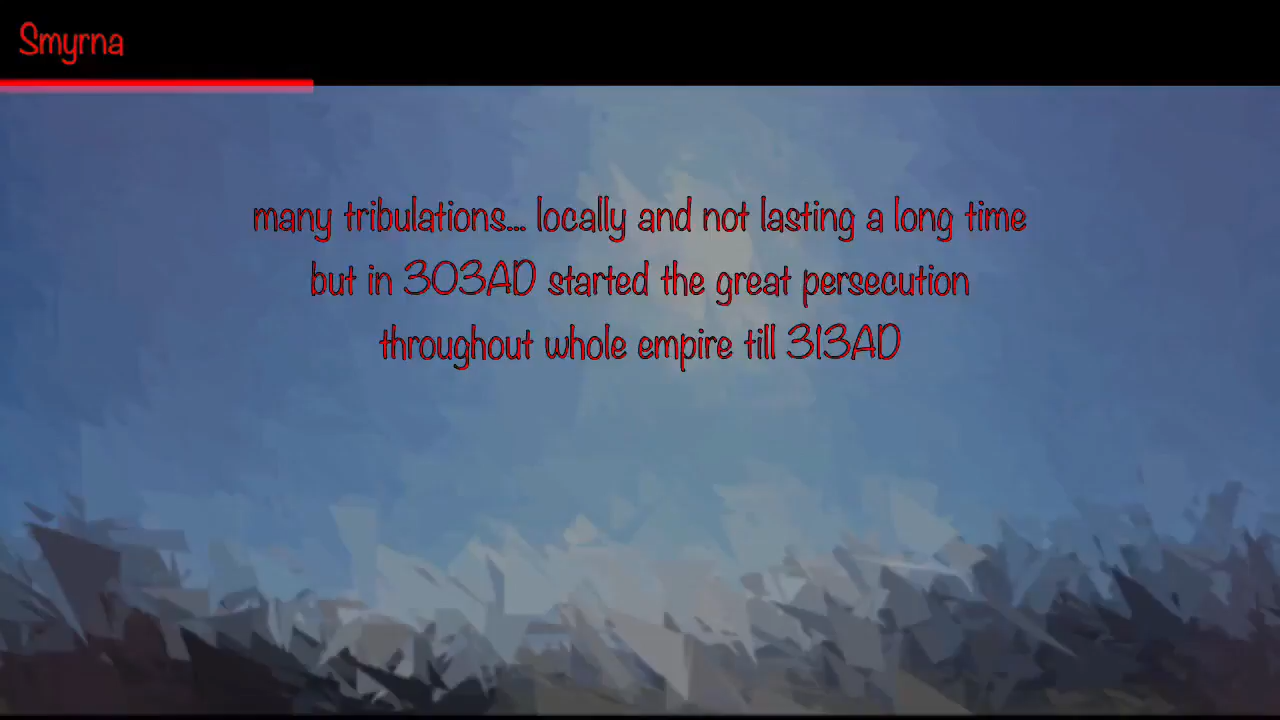 Smyrna
many tribulations... locally and not lasting a long time
but in 303AD started the great persecution
throughout whole empire till 313AD